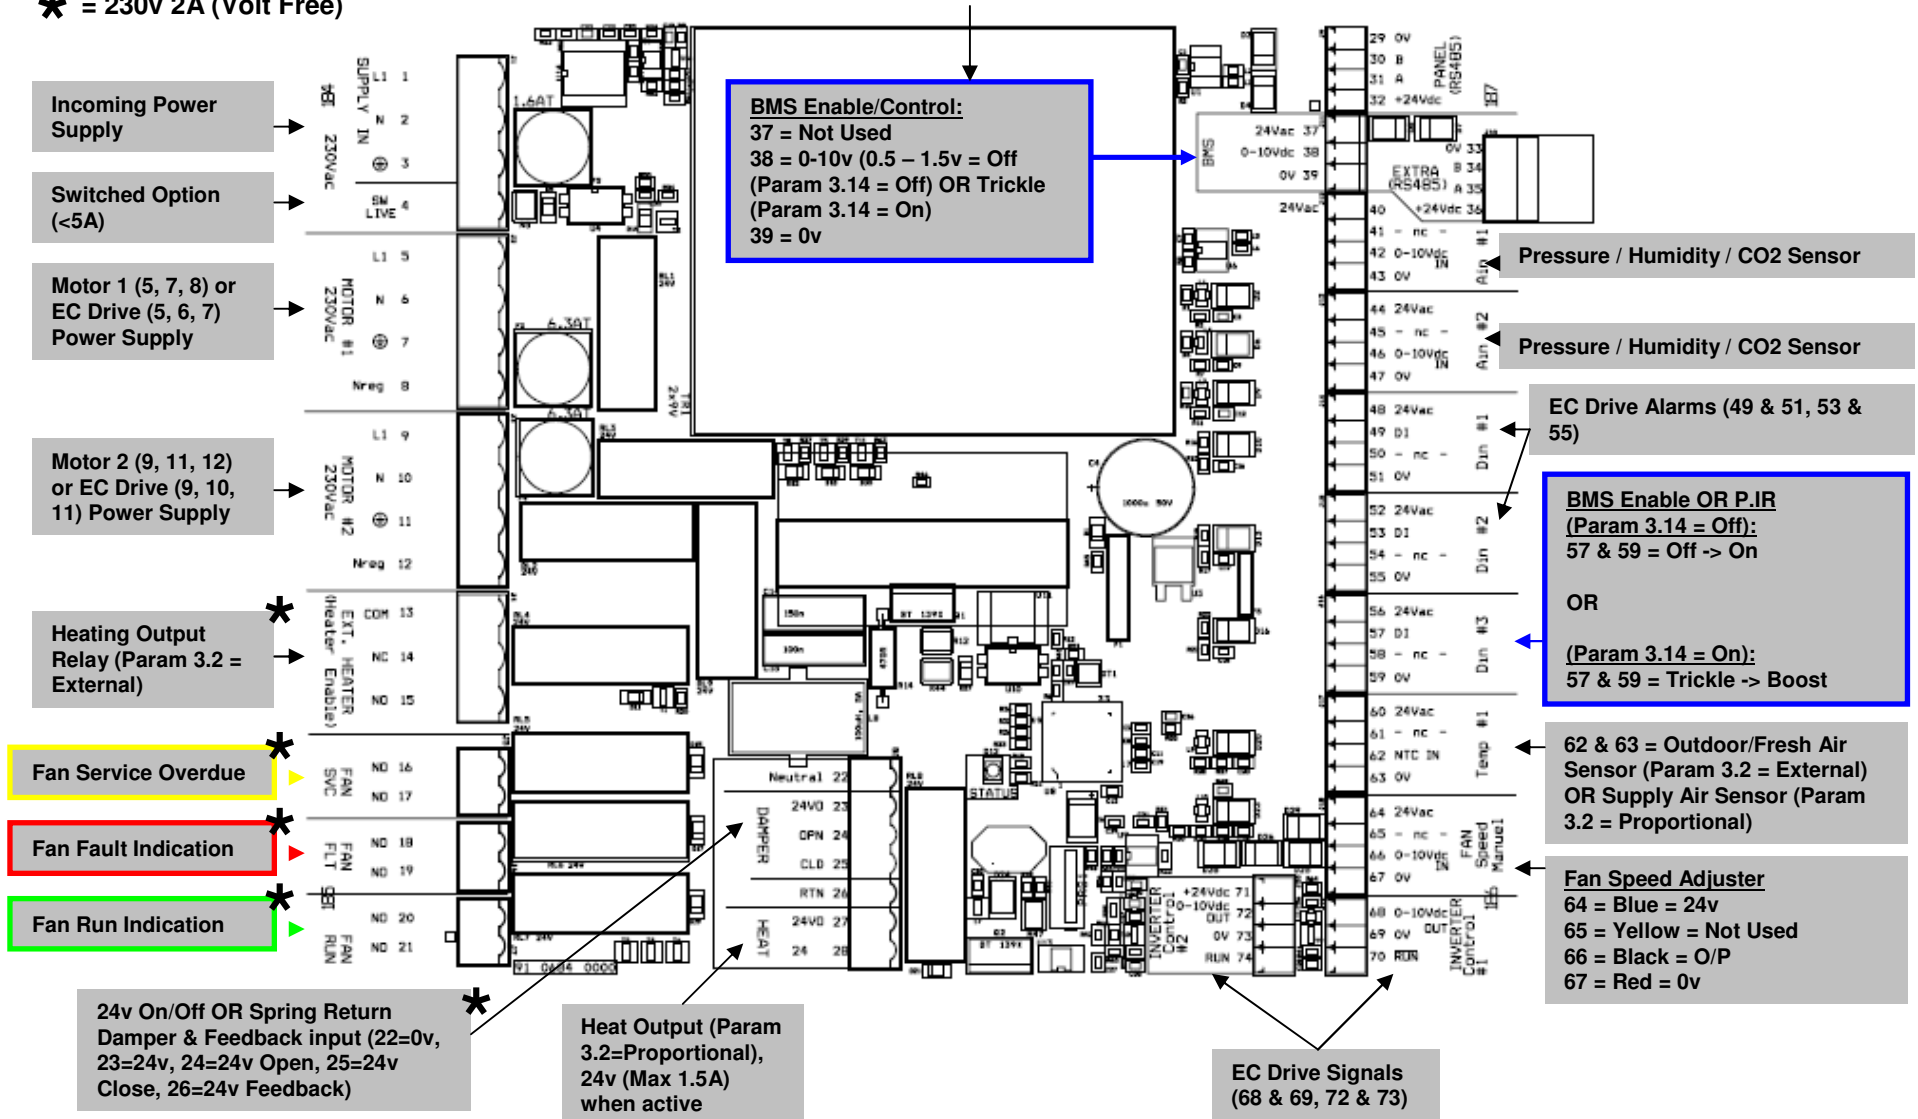 * = 230v 2A (Volt Free)
Incoming Power
Supply
Switched Option
(<5A)
Motor 1 (5, 7, 8) or
EC Drive (5, 6, 7)
Power Supply
Motor 2 (9, 11, 12)
or EC Drive (9, 10,
11) Power Supply
Heating Output
Relay (Param 3.2 =
External)
Fan Service Overdue
Fan Fault Indication
Fan Run Indication
24v On/Off OR Spring Return
Damper & Feedback input (22=0v,
23=24v, 24=24v Open, 25=24v
Close, 26=24v Feedback)
Heat Output (Param
3.2=Proportional),
24v (Max 1.5A)
when active
EC Drive Signals
(68 & 69, 72 & 73)
BMS Enable/Control:
37 = Not Used
38 = 0-10v (0.5 – 1.5v = Off
(Param 3.14 = Off) OR Trickle
(Param 3.14 = On)
39 = 0v
Pressure / Humidity / CO2 Sensor
Pressure / Humidity / CO2 Sensor
EC Drive Alarms (49 & 51, 53 &
55)
BMS Enable OR P.IR
(Param 3.14 = Off):
57 & 59 = Off -> On
OR
(Param 3.14 = On):
57 & 59 = Trickle -> Boost
62 & 63 = Outdoor/Fresh Air
Sensor (Param 3.2 = External)
OR Supply Air Sensor (Param
3.2 = Proportional)
Fan Speed Adjuster
64 = Blue = 24v
65 = Yellow = Not Used
66 = Black = O/P
67 = Red = 0v
SUPPLY IN
230Vac
L1 1
N 2
3
SW
LIVE 4
MOTOR #1
230Vac
L1 5
N 6
7
Nreg 8
MOTOR #2
230Vac
L1 9
N 10
11
Nreg 12
EXT. HEATER
(Heater Enable)
COM 13
NC 14
NO 15
FAN
SVC
NO 16
NO 17
FAN
FLT
NO 18
NO 19
FAN
RUN
NO 20
NO 21
1.6AT
6.3AT
6.3AT
TR1
2x9V
1000u 50V
150n
100n
470R
STATUS
91 0684 0000
Neutral 22
DAMPER
24VO 23
OPN 24
CLD 25
RTN 26
HEAT
24VO 27
24 28
29 0V
30 B
31 A
32 +24Vdc
PANEL
(RS485)
187
BMS
24Vac 37
0-10Vdc 38
0V 39
EXTRA
(RS485)
0V 33
B 34
A 35
+24Vdc 36
24Vac
40
41 - nc -
42 0-10Vdc
IN
43 0V
Ain #1
44 24Vac
45 - nc -
46 0-10Vdc
IN
47 0V
Ain #2
48 24Vac
49 DI
50 - nc -
51 0V
Din #1
52 24Vac
53 DI
54 - nc -
55 0V
Din #2
56 24Vac
57 DI
58 - nc -
59 0V
Din #3
60 24Vac
61 - nc -
62 NTC IN
63 0V
Temp #1
64 24Vac
65 - nc -
66 0-10Vdc
IN
67 0V
FAN
Speed
Manuel
186
68 0-10Vdc
OUT
69 0V
70 RUN
INVERTER
Control
#1
INVERTER
Control
#2
+24Vdc 71
0-10Vdc
OUT 72
0V 73
RUN 74